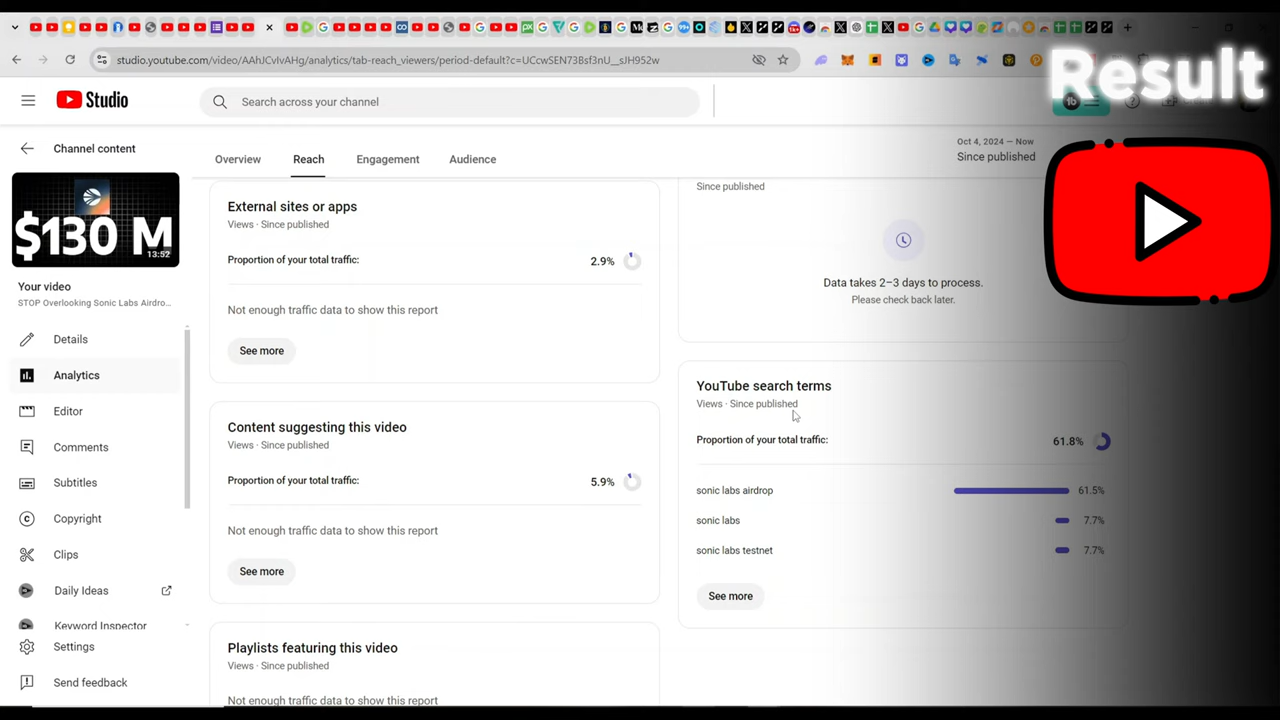 studio.youtube.com/video/AAhJCvIvAHg/analytics/tab-reach_viewers/period-default?c=UCcwSEN73Bsf3nU__sJH952w
Result
Studio
Search across your channel
Channel content
Overview
Reach
Engagement
Audience
Oct 4, 2024 — Now
Since published
$130 M
13:52
Your video
STOP Overlooking Sonic Labs Airdro...
Details
Analytics
Editor
Comments
Subtitles
Copyright
Clips
Daily Ideas
Keyword Inspector
Settings
Send feedback
External sites or apps
Views · Since published
Proportion of your total traffic:
2.9%
Not enough traffic data to show this report
See more
Content suggesting this video
Views · Since published
Proportion of your total traffic:
5.9%
Not enough traffic data to show this report
See more
Playlists featuring this video
Views · Since published
Not enough traffic data to show this report
Since published
Data takes 2–3 days to process.
Please check back later.
YouTube search terms
Views · Since published
Proportion of your total traffic:
61.8%
sonic labs airdrop
61.5%
sonic labs
7.7%
sonic labs testnet
7.7%
See more